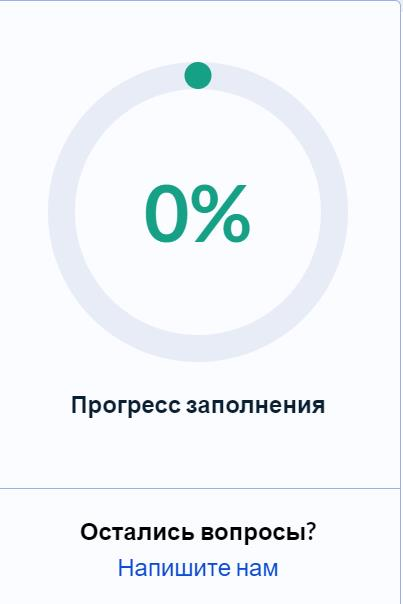 0%
Прогресс заполнения
Остались вопросы?
Напишите нам